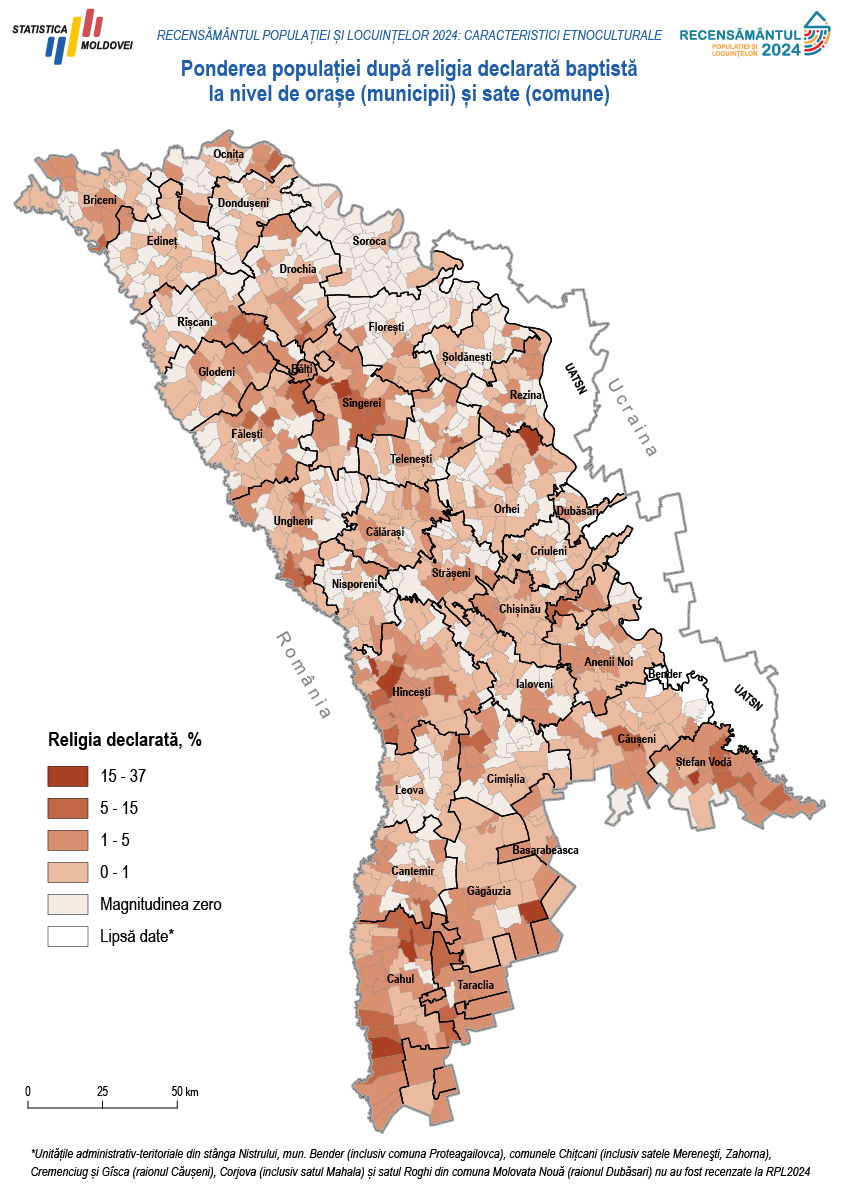 STATISTICA
MOLDOVEI
RECENSĂMÂNTUL POPULAȚIEI ȘI LOCUINȚELOR 2024: CARACTERISTICI ETNOCULTURALE
RECENSĂMÂNTUL
POPULAȚIEI ȘI
LOCUINȚELOR
2024
Ponderea populației după religia declarată baptistă
la nivel de orașe (municipii) și sate (comune)
Ocnița
Briceni
Dondușeni
Edineț
Soroca
Drochia
Rîșcani
Florești
Șoldănești
Glodeni
Bălți
UATSN
Ucraina
Rezina
Sîngerei
Fălești
Telenești
Orhei
Dubăsari
Ungheni
Călărași
Criuleni
Strășeni
Nisporeni
Chișinău
România
Anenii Noi
Bender
Ialoveni
UATSN
Hîncești
Căușeni
Ștefan Vodă
Cimișlia
Leova
Basarabeasca
Cantemir
Găgăuzia
Cahul
Taraclia
Religia declarată, %
15 - 37
5 - 15
1 - 5
0 - 1
Magnitudinea zero
Lipsă date*
0 25 50 km
*Unitățile administrativ-teritoriale din stânga Nistrului, mun. Bender (inclusiv comuna Proteagailovca), comunele Chițcani (inclusiv satele Merenești, Zahorna),
Cremenciug și Gîsca (raionul Căușeni), Corjova (inclusiv satul Mahala) și satul Roghi din comuna Molovata Nouă (raionul Dubăsari) nu au fost recenzate la RPL2024